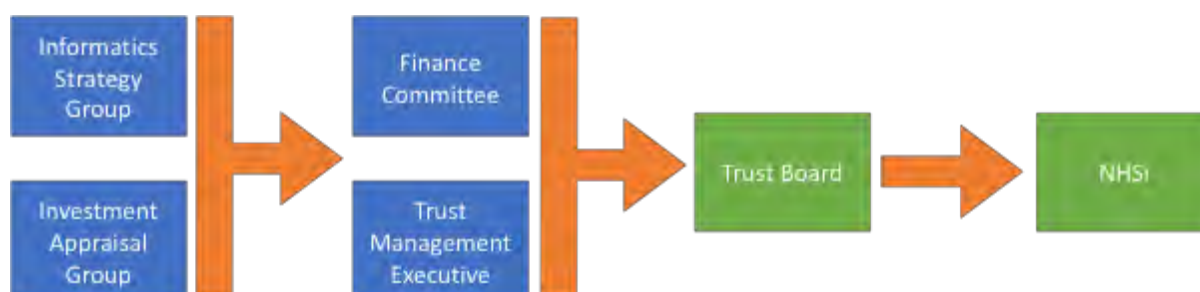 Informatics
Strategy
Group
Investment
Appraisal
Group
Finance
Committee
Trust
Management
Executive
Trust Board
NHSi